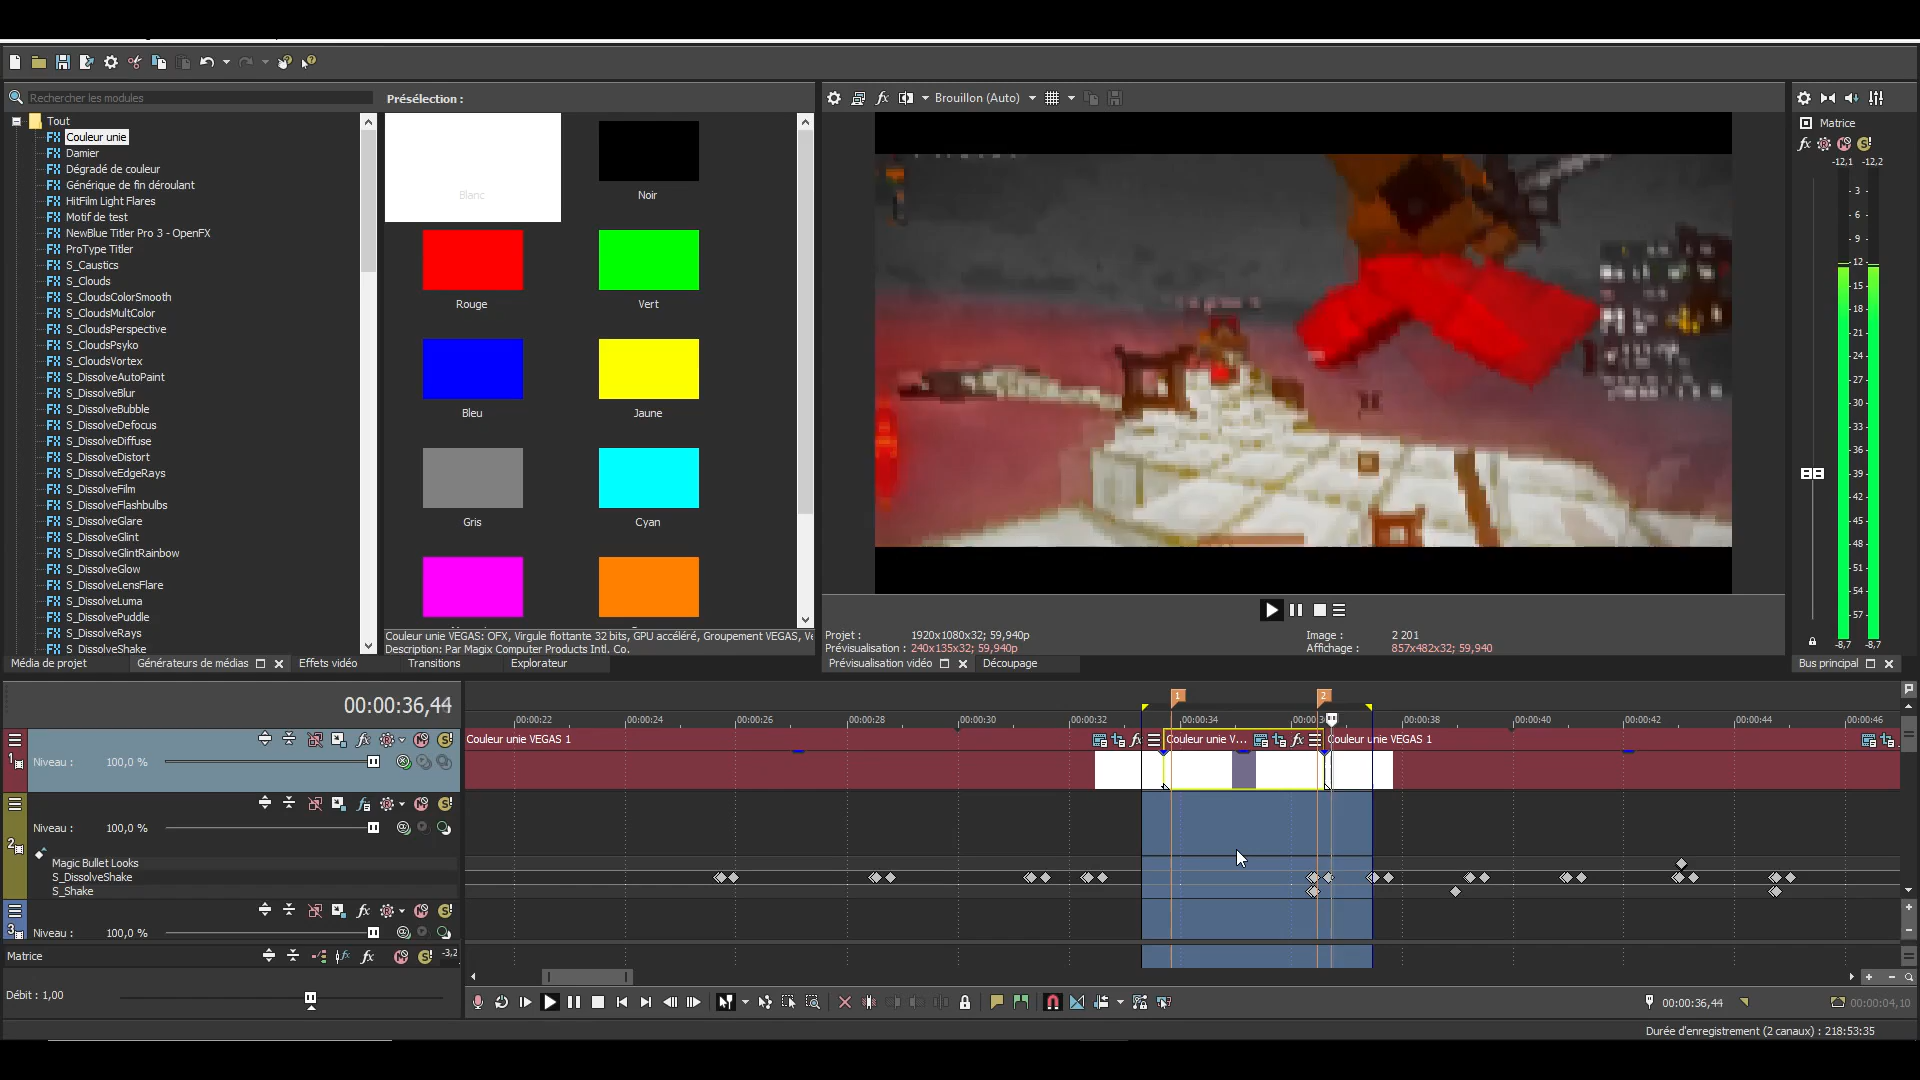 Rechercher les modules
Présélection :
Brouillon (Auto)
Tout
Couleur unie
Damier
Dégradé de couleur
Générique de fin déroulant
HitFilm Light Flares
Motif de test
NewBlue Titler Pro 3 - OpenFX
ProType Titler
S_Caustics
S_Clouds
S_CloudsColorSmooth
S_CloudsMultColor
S_CloudsPerspective
S_CloudsPsyko
S_CloudsVortex
S_DissolveAutoPaint
S_DissolveBlur
S_DissolveBubble
S_DissolveDefocus
S_DissolveDiffuse
S_DissolveDistort
S_DissolveEdgeRays
S_DissolveFilm
S_DissolveFlashbulbs
S_DissolveGlare
S_DissolveGlint
S_DissolveGlintRainbow
S_DissolveGlow
S_DissolveLensFlare
S_DissolveLuma
S_DissolvePuddle
S_DissolveRays
S_DissolveShake
Blanc
Noir
Rouge
Vert
Bleu
Jaune
Gris
Cyan
Couleur unie VEGAS: OFX, Virgule flottante 32 bits, GPU accéléré, Groupement VEGAS, Ve
Description: Par Magix Computer Products Intl. Co.
Média de projet
Générateurs de médias
Effets vidéo
Transitions
Explorateur
Projet : 1920x1080x32; 59,940p
Prévisualisation : 240x135x32; 59,940p
Image : 2 201
Affichage : 857x482x32; 59,940
Prévisualisation vidéo
Découpage
Matrice
-12,1 -12,2
- 3 -
- 6 -
- 9 -
- 12 -
- 15 -
- 18 -
- 21 -
- 24 -
- 27 -
- 30 -
- 33 -
- 36 -
- 39 -
- 42 -
- 45 -
- 48 -
- 51 -
- 54 -
- 57 -
-8,7 -8,7
Bus principal
00:00:36,44
1 2
00:00:22 00:00:24 00:00:26 00:00:28 00:00:30 00:00:32 00:00:34 00:00:3 00:00:38 00:00:40 00:00:42 00:00:44 00:00:46
Couleur unie VEGAS 1
Couleur unie V...
Couleur unie VEGAS 1
1
Niveau : 100,0 %
2
Niveau : 100,0 %
Magic Bullet Looks
S_DissolveShake
S_Shake
3
Niveau : 100,0 %
Matrice
-3,2
Débit : 1,00
00:00:36,44
00:00:04,10
Durée d'enregistrement (2 canaux) : 218:53:35